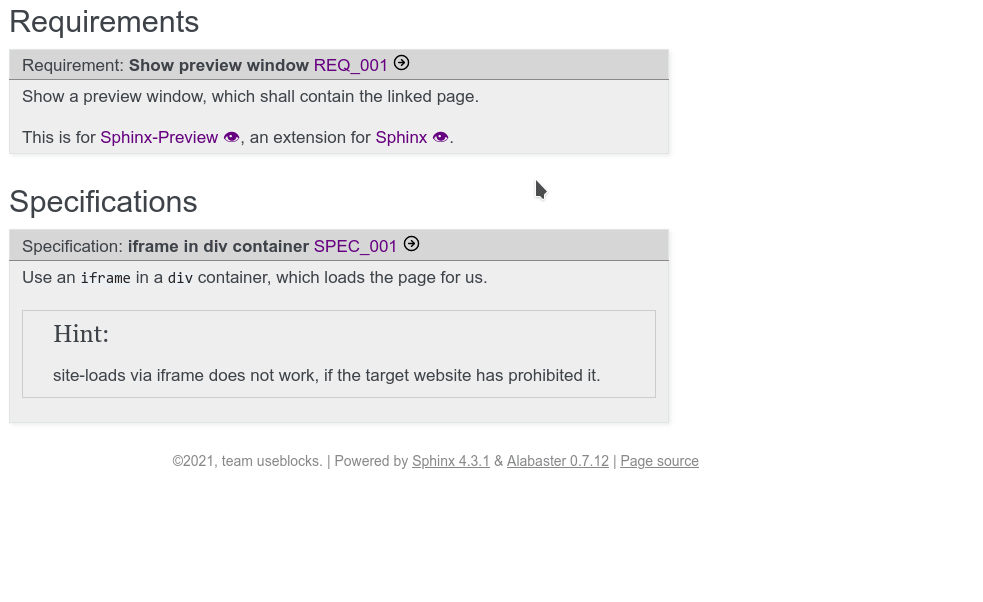 Requirements
Requirement: Show preview window REQ_001
Show a preview window, which shall contain the linked page.
This is for Sphinx-Preview , an extension for Sphinx .
Specifications
Specification: iframe in div container SPEC_001
Use an iframe in a div container, which loads the page for us.
Hint:
site-loads via iframe does not work, if the target website has prohibited it.
©2021, team useblocks. | Powered by Sphinx 4.3.1 & Alabaster 0.7.12 | Page source